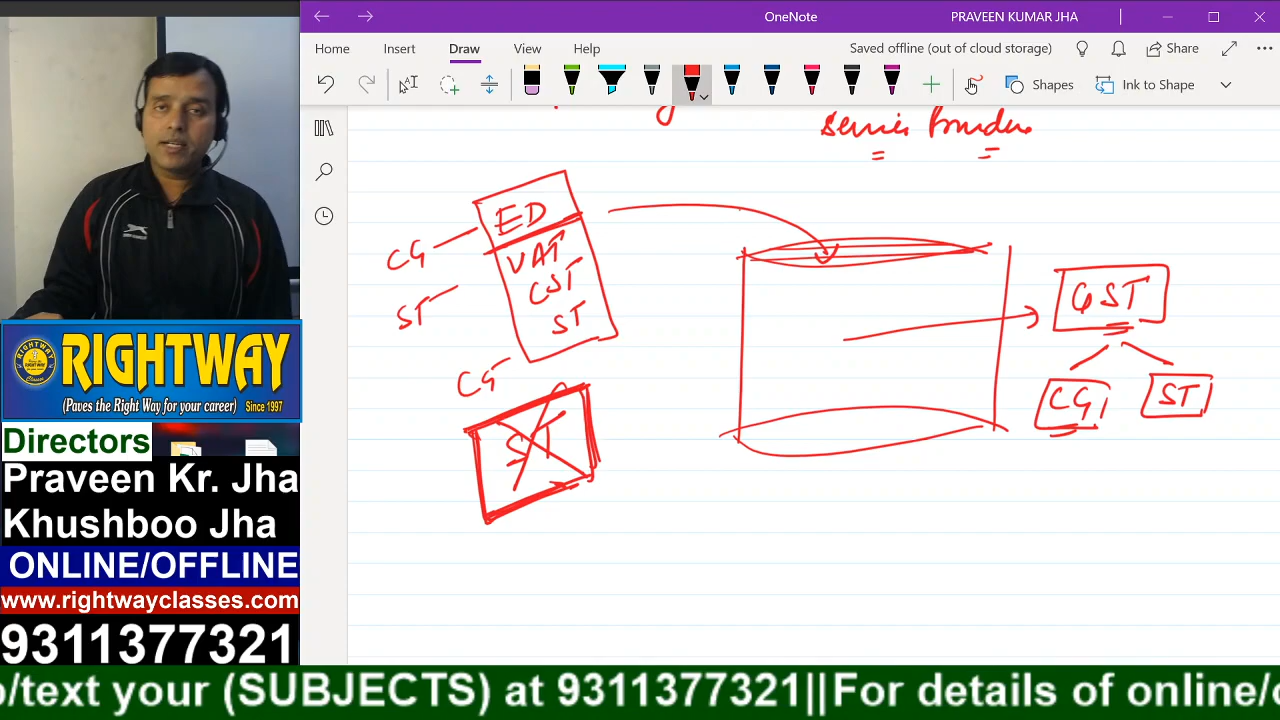 OneNote
PRAVEEN KUMAR JHA
Home Insert Draw View Help
Saved offline (out of cloud storage)
Share
Shapes
Ink to Shape
ED
CG
VAT
CST
ST
ST
CG
ST
GST
CG
ST
RIGHTWAY
Classes
(Paves the Right Way for your career) Since 1997
Directors
Praveen Kr. Jha
Khushboo Jha
ONLINE/OFFLINE
www.rightwayclasses.com
9311377321
/text your (SUBJECTS) at 9311377321||For details of online/